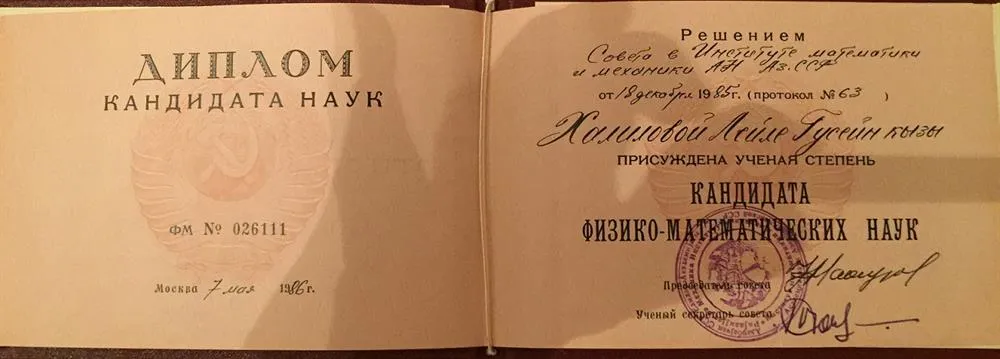 ДИПЛОМ
КАНДИДАТА НАУК
ФМ № 026111
Москва 7 мая 1986г.
Решением
Совета в Институте математики
и механики АН Аз.ССР
от 18 декабря 1985г. (протокол № 63 )
Халиловой Лейле Гусейн кызы
ПРИСУЖДЕНА УЧЕНАЯ СТЕПЕНЬ
КАНДИДАТА
ФИЗИКО-МАТЕМАТИЧЕСКИХ НАУК
Председатель совета
Ученый секретарь совета